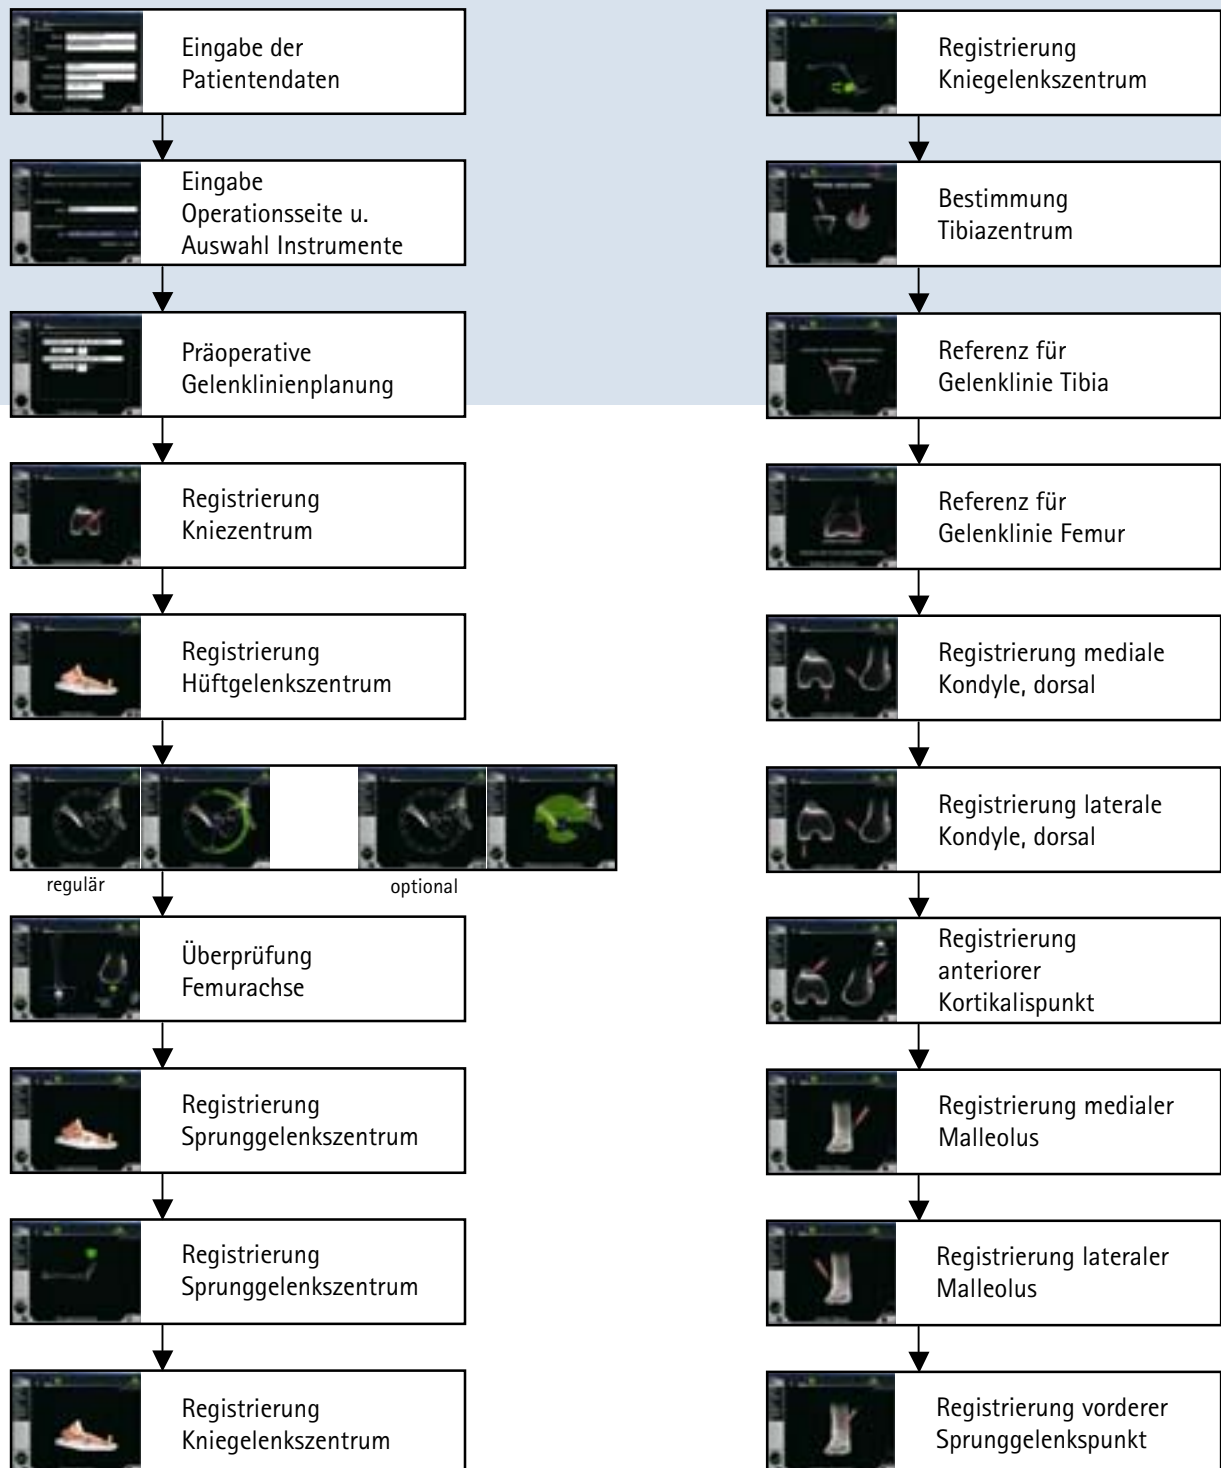 Eingabe der
Patientendaten
Eingabe
Operationsseite u.
Auswahl Instrumente
Präoperative
Gelenklinienplanung
Registrierung
Kniezentrum
Registrierung
Hüftgelenkszentrum
regulär
optional
Überprüfung
Femurachse
Registrierung
Sprunggelenkszentrum
Registrierung
Sprunggelenkszentrum
Registrierung
Kniegelenkszentrum
Registrierung
Kniegelenkszentrum
Bestimmung
Tibiazentrum
Referenz für
Gelenklinie Tibia
Referenz für
Gelenklinie Femur
Registrierung mediale
Kondyle, dorsal
Registrierung laterale
Kondyle, dorsal
Registrierung
anteriorer
Kortikalispunkt
Registrierung medialer
Malleolus
Registrierung lateraler
Malleolus
Registrierung vorderer
Sprunggelenkspunkt